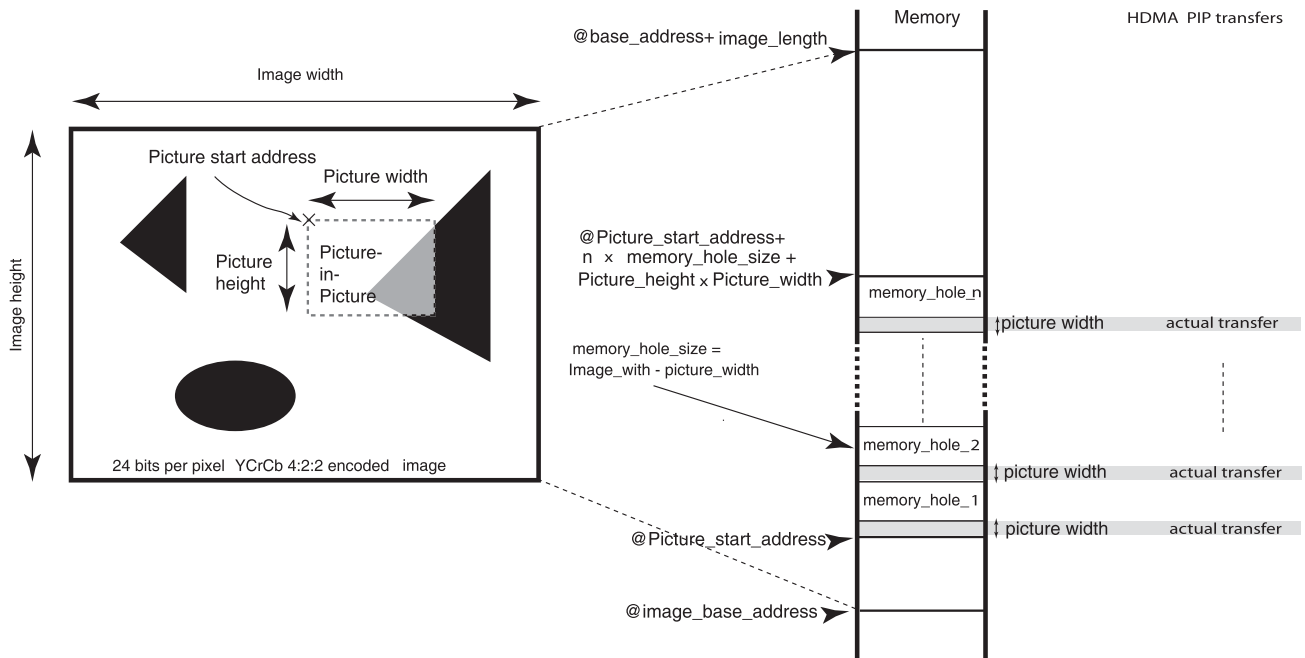 Memory
HDMA PIP transfers
@base_address+ image_length
Image width
Image height
Picture start address
Picture width
Picture
height
Picture-
in-
Picture
24 bits per pixel YCrCb 4:2:2 encoded image
@Picture_start_address+
n x memory_hole_size +
Picture_height x Picture_width
memory_hole_n
picture width
actual transfer
memory_hole_size =
Image_with - picture_width
memory_hole_2
picture width
actual transfer
memory_hole_1
picture width
actual transfer
@Picture_start_address
@image_base_address